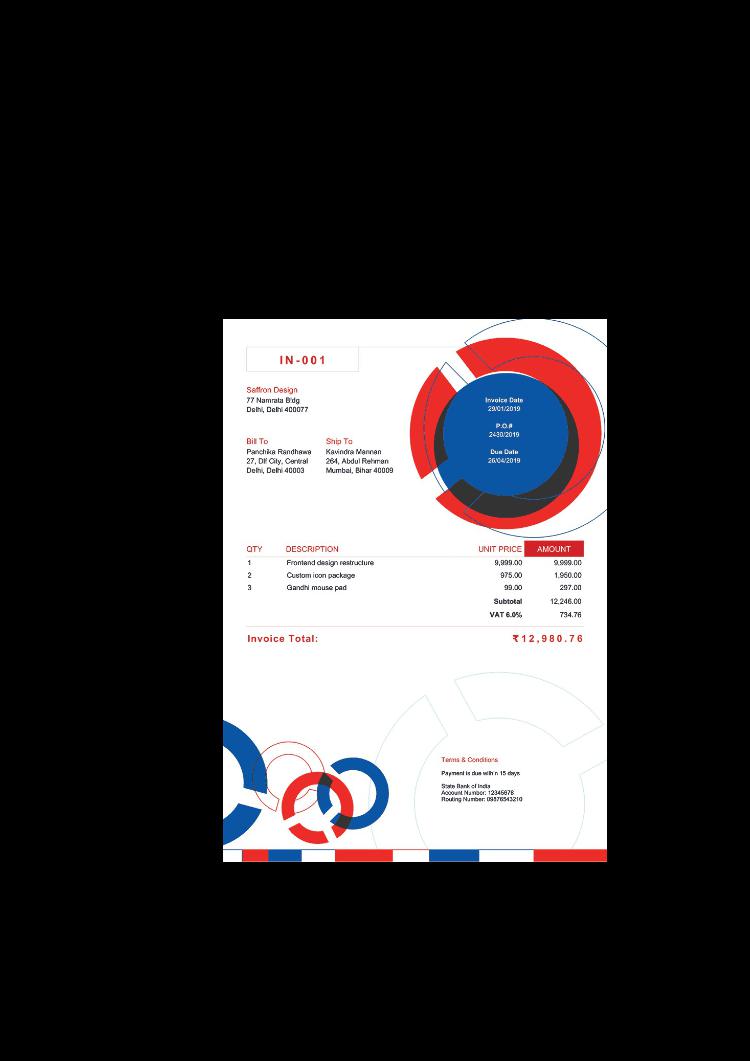 IN-001
Saffron Design
77 Namrata Bldg
Delhi, Delhi 400077
Bill To
Panchika Randhawa
27, Dlf City, Central
Delhi, Delhi 40003
Ship To
Kavindra Mannan
264, Abdul Rehman
Mumbai, Bihar 40009
Invoice Date
29/01/2019
P.O.#
2430/2019
Due Date
26/04/2019
QTY DESCRIPTION UNIT PRICE AMOUNT
1 Frontend design restructure 9,999.00 9,999.00
2 Custom icon package 975.00 1,950.00
3 Gandhi mouse pad 99.00 297.00
Subtotal 12,246.00
VAT 6.0% 734.76
Invoice Total: ₹12,980.76
Terms & Conditions
Payment is due within 15 days
State Bank of India
Account Number: 12345678
Routing Number: 09876543210